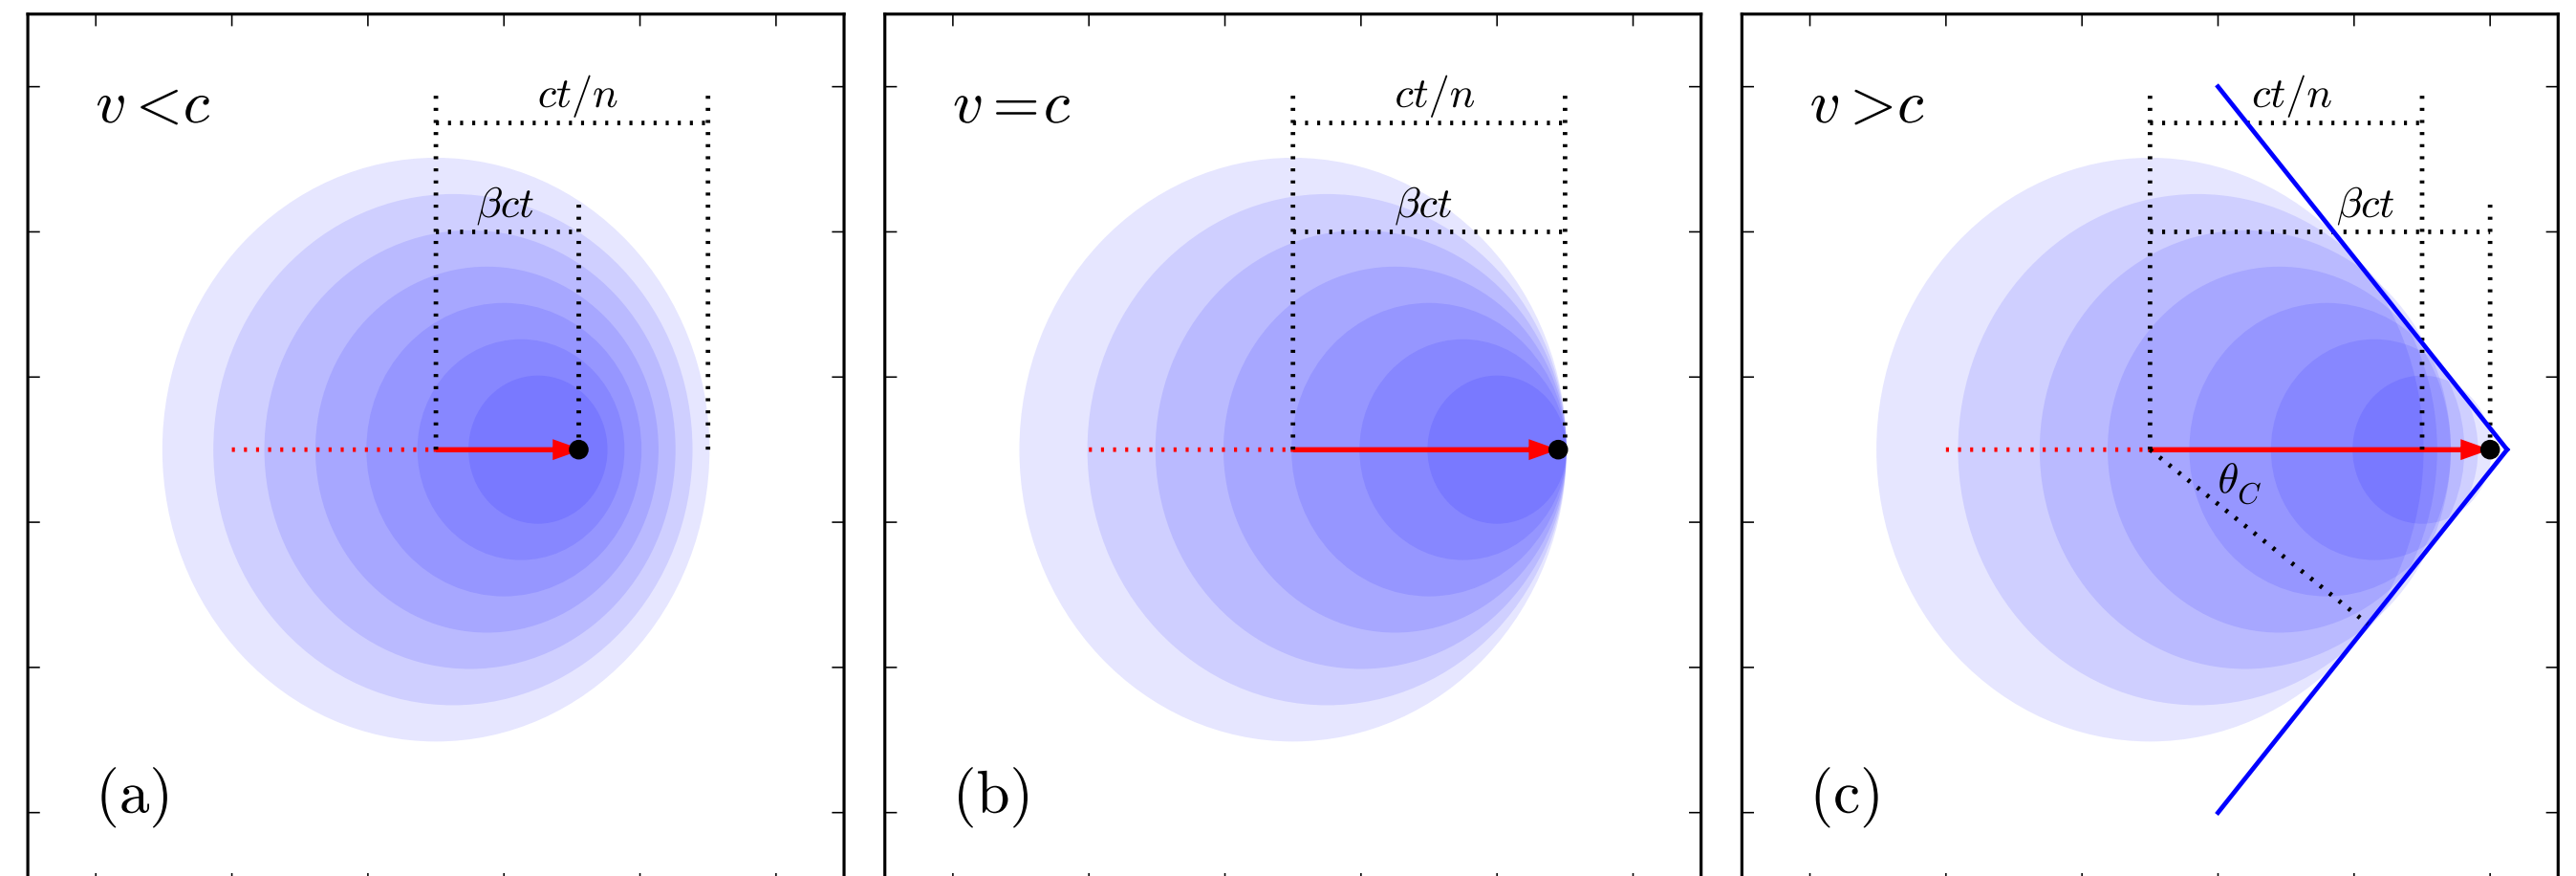 v < c
ct/n
βct
(a)
v = c
ct/n
βct
(b)
v > c
ct/n
βct
θ_C
(c)